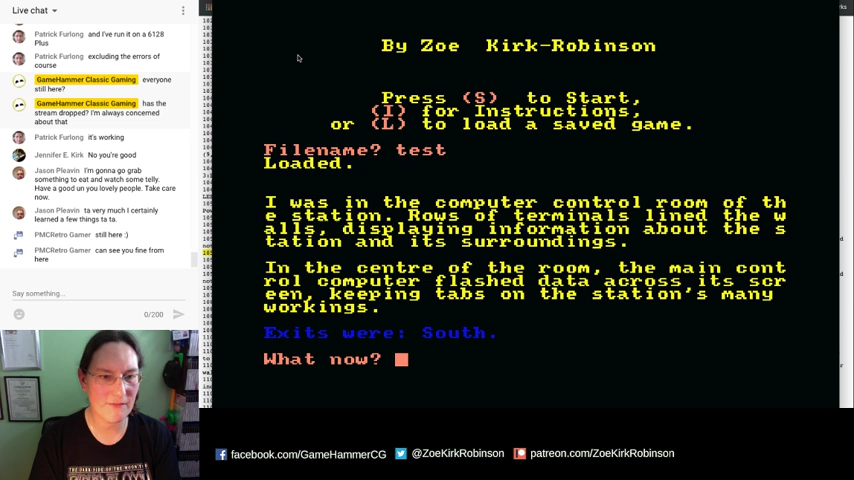 Live chat
Patrick Furlong and I've run it on a 6128
Plus
Patrick Furlong excluding the errors of
course
GameHammer Classic Gaming everyone
still here?
GameHammer Classic Gaming has the
stream dropped? I'm always concerned
about that
Patrick Furlong it's working
Jennifer E. Kirk No you're good
Jason Pleavin I'm gonna go grab
something to eat and watch some telly.
Have a good un you lovely people. Take care
now.
Jason Pleavin ta very much I certainly
learned a few things ta ta.
PMCRetro Gamer still here :)
PMCRetro Gamer can see you fine from
here
Say something...
0/200
By Zoe Kirk-Robinson
Press (S) to Start,
(I) for Instructions,
or (L) to load a saved game.
Filename? test
Loaded.
I was in the computer control room of th
e station. Rows of terminals lined the w
alls, displaying information about the s
tation and its surroundings.
In the centre of the room, the main cont
rol computer flashed data across its scr
een, keeping tabs on the station's many
workings.
Exits were: South.
What now?
facebook.com/GameHammerCG
@ZoeKirkRobinson
patreon.com/ZoeKirkRobinson